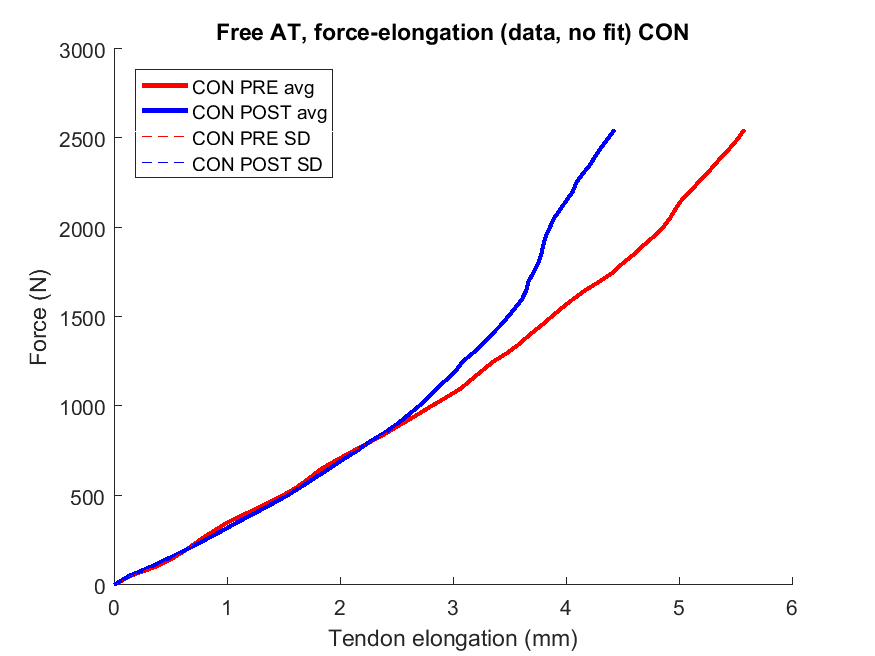 Free AT, force-elongation (data, no fit) CON
3000
CON PRE avg
CON POST avg
CON PRE SD
CON POST SD
2500
2000
1500
1000
500
0
Force (N)
0 1 2 3 4 5 6
Tendon elongation (mm)